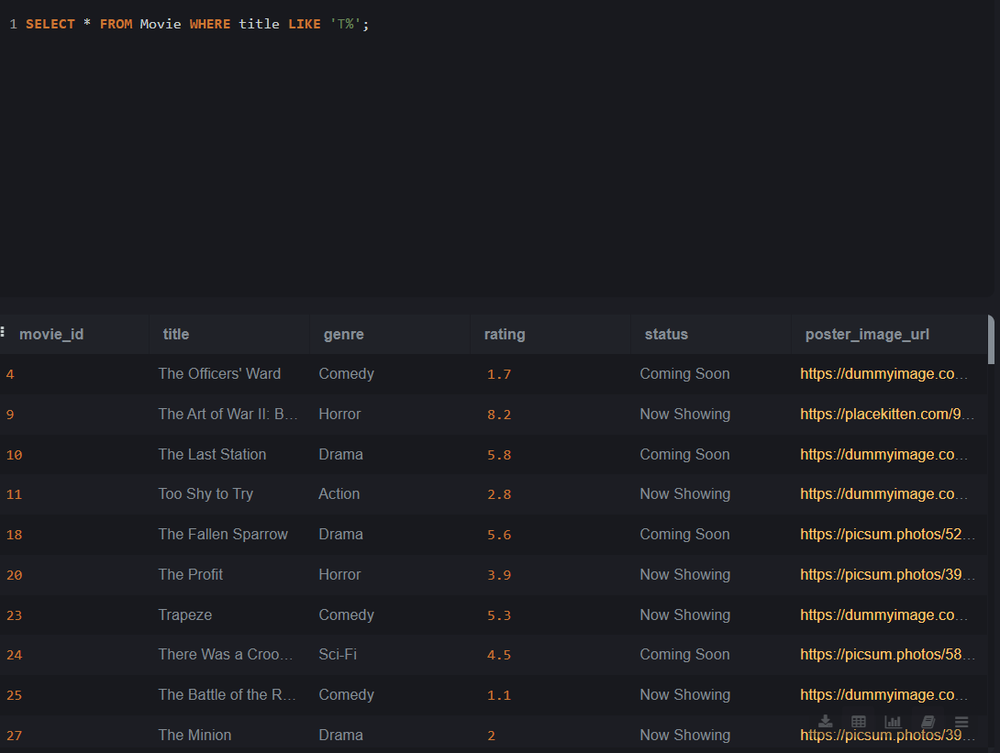 1 SELECT * FROM Movie WHERE title LIKE 'T%';
movie_id title genre rating status poster_image_url
4 The Officers' Ward Comedy 1.7 Coming Soon https://dummyimage.co...
9 The Art of War II: B... Horror 8.2 Now Showing https://placekitten.com/9...
10 The Last Station Drama 5.8 Coming Soon https://dummyimage.co...
11 Too Shy to Try Action 2.8 Now Showing https://dummyimage.co...
18 The Fallen Sparrow Drama 5.6 Coming Soon https://picsum.photos/52...
20 The Profit Horror 3.9 Now Showing https://picsum.photos/39...
23 Trapeze Comedy 5.3 Now Showing https://dummyimage.co...
24 There Was a Croo... Sci-Fi 4.5 Coming Soon https://picsum.photos/58...
25 The Battle of the R... Comedy 1.1 Now Showing https://dummyimage.co...
27 The Minion Drama 2 Now Showing https://picsum.photos/39...